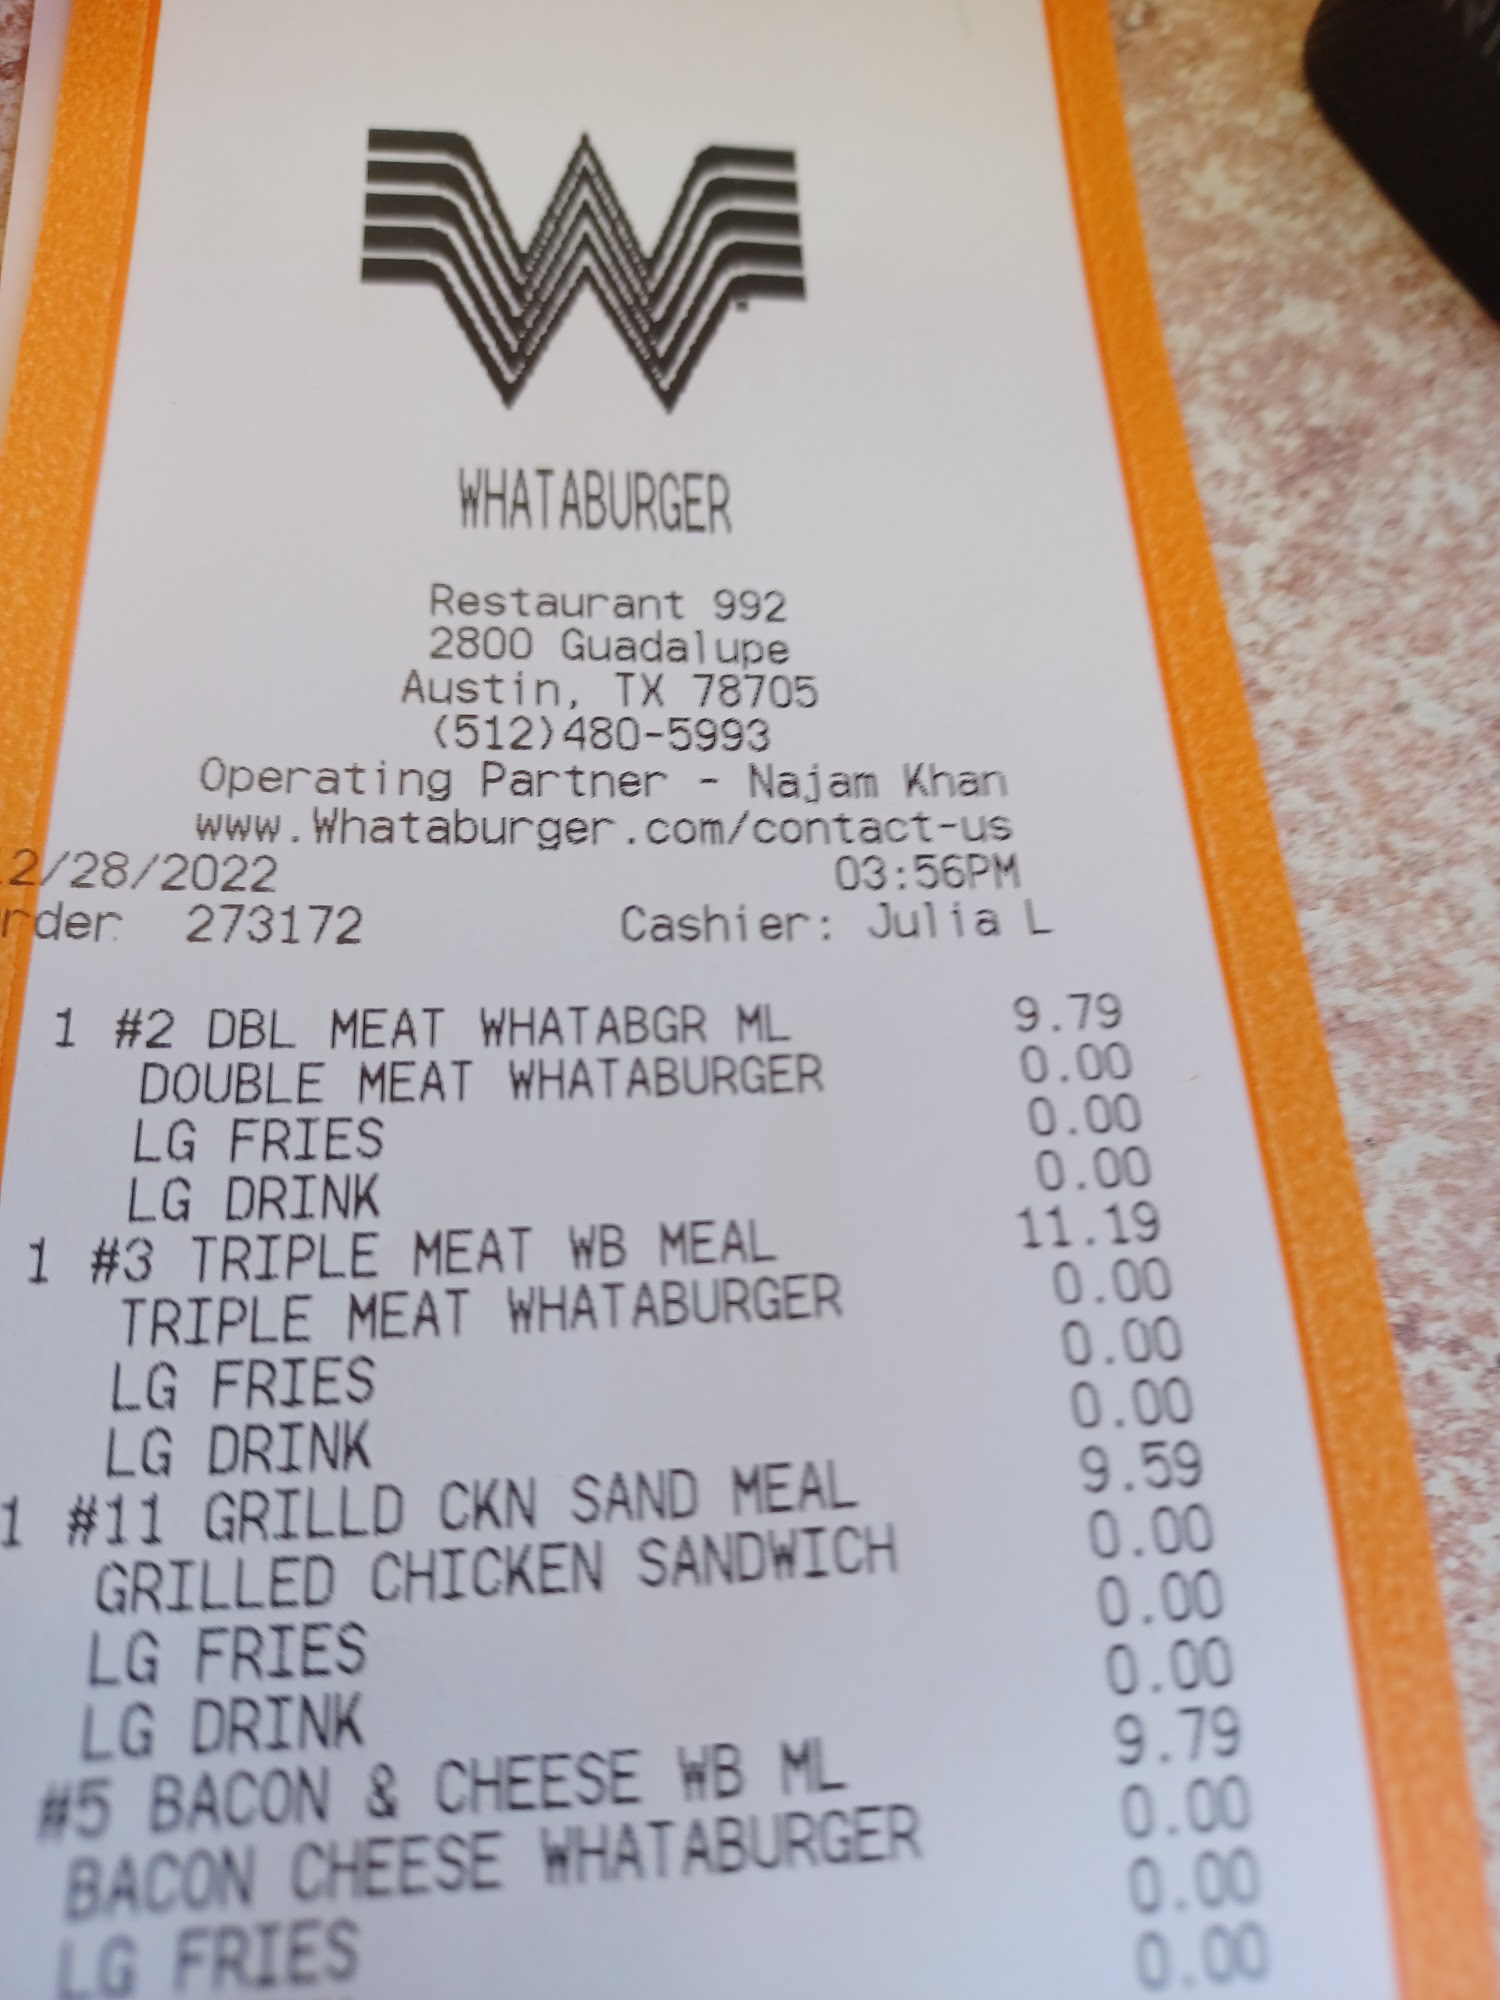 WHATABURGER
Restaurant 992
2800 Guadalupe
Austin, TX 78705
(512)480-5993
Operating Partner - Najam Khan
www.Whataburger.com/contact-us
2/28/2022 03:56PM
rder 273172 Cashier: Julia L
1 #2 DBL MEAT WHATABGR ML 9.79
DOUBLE MEAT WHATABURGER 0.00
LG FRIES 0.00
LG DRINK 0.00
1 #3 TRIPLE MEAT WB MEAL 11.19
TRIPLE MEAT WHATABURGER 0.00
LG FRIES 0.00
LG DRINK 0.00
1 #11 GRILLD CKN SAND MEAL 9.59
GRILLED CHICKEN SANDWICH 0.00
LG FRIES 0.00
LG DRINK 0.00
#5 BACON & CHEESE WB ML 9.79
BACON CHEESE WHATABURGER 0.00
LG FRIES 0.00
0.00